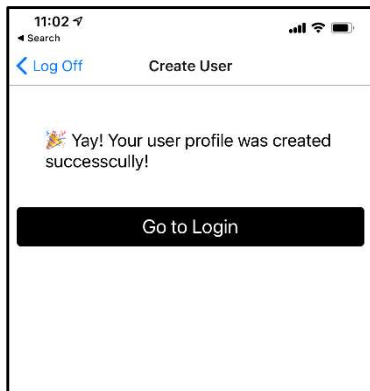 11:02
◀ Search
Log Off
Create User
🎉 Yay! Your user profile was created
successcully!
Go to Login